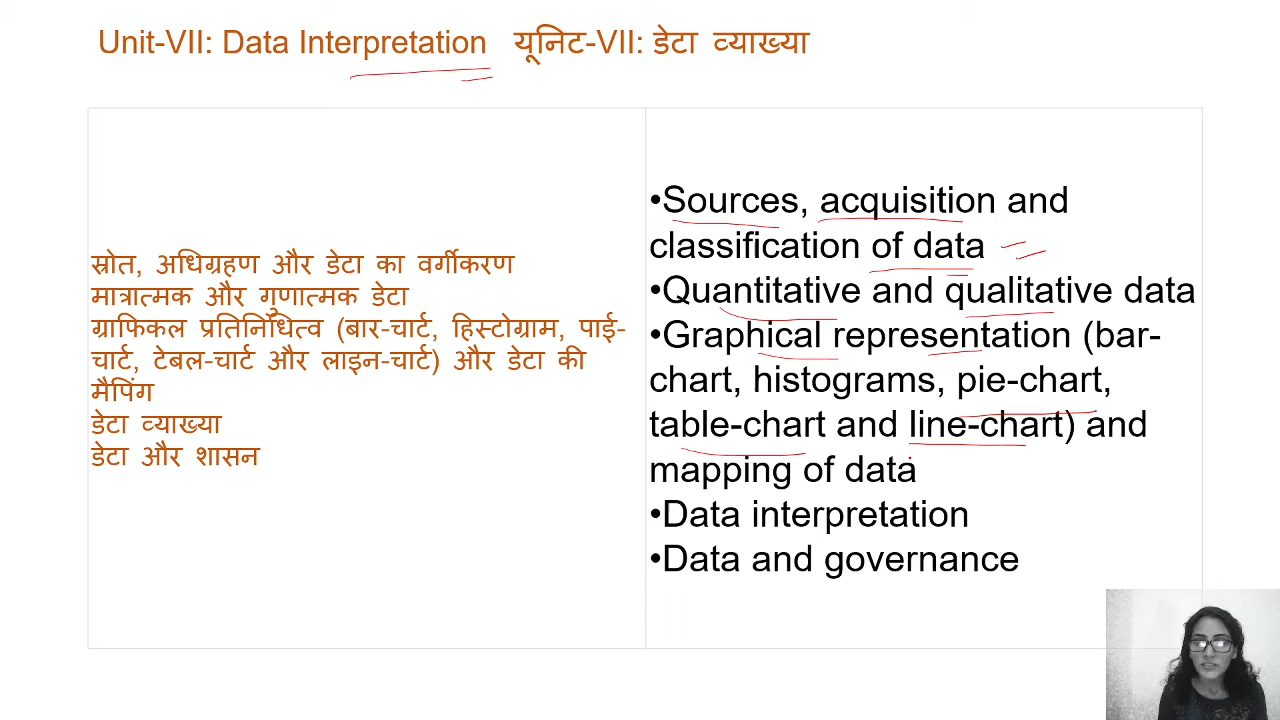 Unit-VII: Data Interpretation यूनिट-VII: डेटा व्याख्या
स्रोत, अधिग्रहण और डेटा का वर्गीकरण
मात्रात्मक और गुणात्मक डेटा
ग्राफिकल प्रतिनिधित्व (बार-चार्ट, हिस्टोग्राम, पाई-
चार्ट, टेबल-चार्ट और लाइन-चार्ट) और डेटा की
मैपिंग
डेटा व्याख्या
डेटा और शासन
•Sources, acquisition and
classification of data
•Quantitative and qualitative data
•Graphical representation (bar-
chart, histograms, pie-chart,
table-chart and line-chart) and
mapping of data
•Data interpretation
•Data and governance